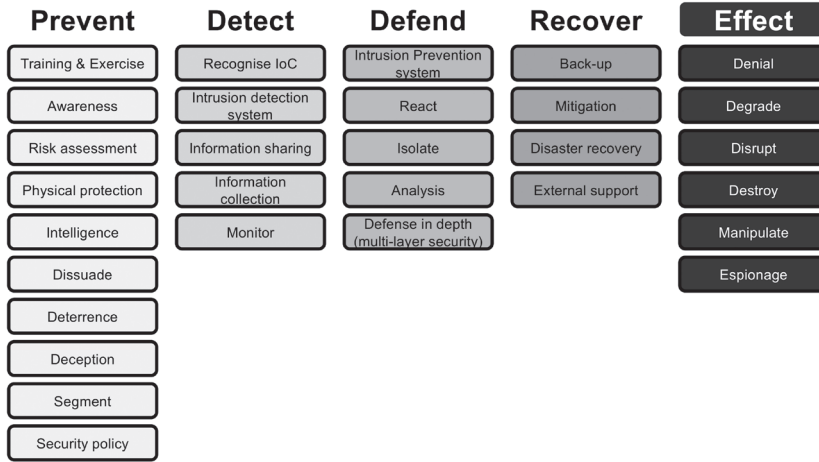 Prevent
Training & Exercise
Awareness
Risk assessment
Physical protection
Intelligence
Dissuade
Deterrence
Deception
Segment
Security policy
Detect
Recognise IoC
Intrusion detection
system
Information sharing
Information
collection
Monitor
Defend
Intrusion Prevention
system
React
Isolate
Analysis
Defense in depth
(multi-layer security)
Recover
Back-up
Mitigation
Disaster recovery
External support
Effect
Denial
Degrade
Disrupt
Destroy
Manipulate
Espionage